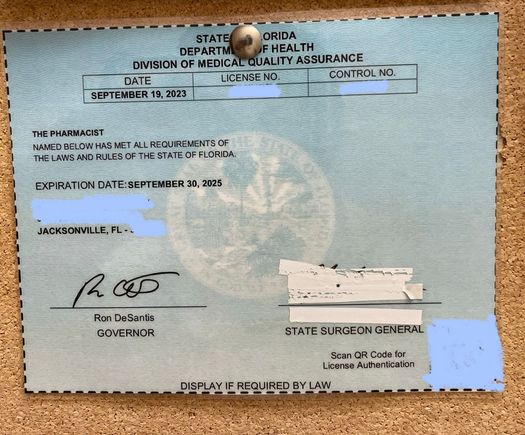 STATE ORIDA
DEPARTM OF HEALTH
DIVISION OF MEDICAL QUALITY ASSURANCE
DATE LICENSE NO. CONTROL NO.
SEPTEMBER 19, 2023
THE PHARMACIST
NAMED BELOW HAS MET ALL REQUIREMENTS OF
THE LAWS AND RULES OF THE STATE OF FLORIDA.
EXPIRATION DATE:SEPTEMBER 30, 2025
JACKSONVILLE, FL -
Ron DeSantis
GOVERNOR
STATE SURGEON GENERAL
Scan QR Code for
License Authentication
DISPLAY IF REQUIRED BY LAW